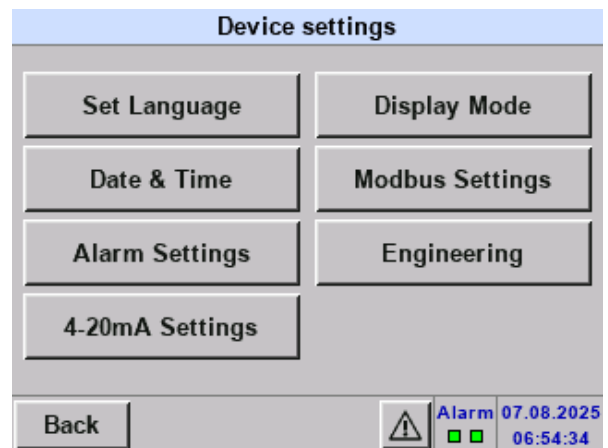 Device settings
Set Language
Display Mode
Date & Time
Modbus Settings
Alarm Settings
Engineering
4-20mA Settings
Back
Alarm
07.08.2025
06:54:34